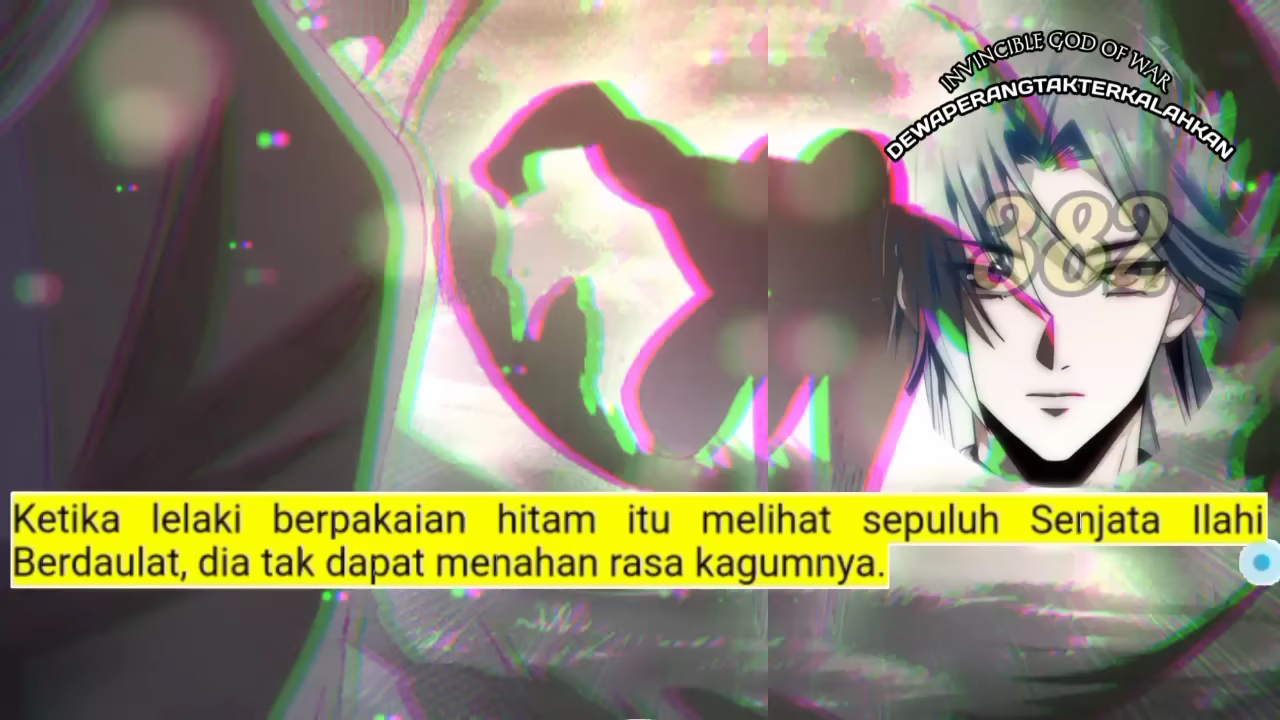 INVINCIBLE GOD OF WAR
DEWAPERANGTAKTERKALAHKAN
382
Ketika lelaki berpakaian hitam itu melihat sepuluh Senjata Ilahi
Berdaulat, dia tak dapat menahan rasa kagumnya.